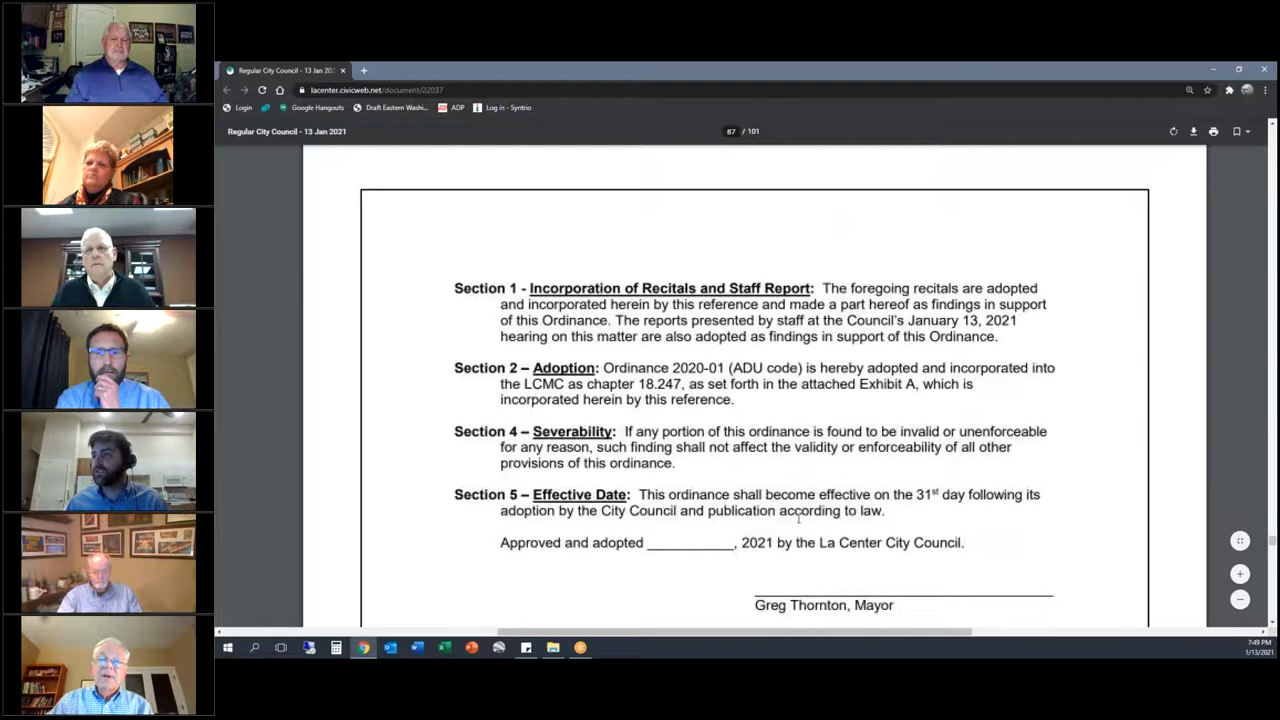 Regular City Council - 13 Jan 202
lacenter.civicweb.net/document/22037
Login
Google Hangouts
Draft Eastern Washi...
ADP
Log in - Syntrio
Regular City Council - 13 Jan 2021
87 / 101
Section 1 - Incorporation of Recitals and Staff Report: The foregoing recitals are adopted
and incorporated herein by this reference and made a part hereof as findings in support
of this Ordinance. The reports presented by staff at the Council's January 13, 2021
hearing on this matter are also adopted as findings in support of this Ordinance.
Section 2 – Adoption: Ordinance 2020-01 (ADU code) is hereby adopted and incorporated into
the LCMC as chapter 18.247, as set forth in the attached Exhibit A, which is
incorporated herein by this reference.
Section 4 – Severability: If any portion of this ordinance is found to be invalid or unenforceable
for any reason, such finding shall not affect the validity or enforceability of all other
provisions of this ordinance.
Section 5 – Effective Date: This ordinance shall become effective on the 31st day following its
adoption by the City Council and publication according to law.
Approved and adopted ___________, 2021 by the La Center City Council.
Greg Thornton, Mayor
7:49 PM
1/13/2021